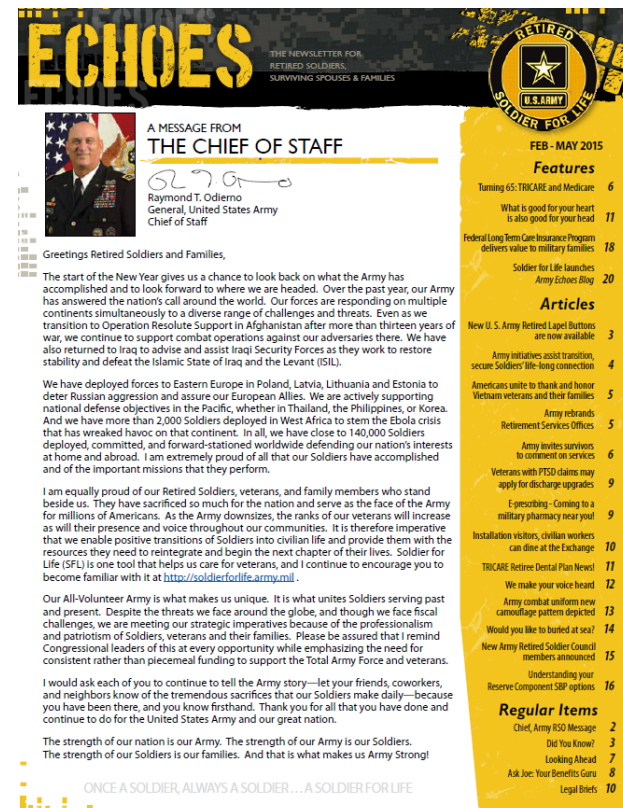 ECHOES
THE NEWSLETTER FOR
RETIRED SOLDIERS,
SURVIVING SPOUSES & FAMILIES
RETIRED
U.S.ARMY
SOLDIER FOR LIFE
A MESSAGE FROM
THE CHIEF OF STAFF
Raymond T. Odierno
General, United States Army
Chief of Staff
Greetings Retired Soldiers and Families,
The start of the New Year gives us a chance to look back on what the Army has
accomplished and to look forward to where we are headed. Over the past year, our Army
has answered the nation's call around the world. Our forces are responding on multiple
continents simultaneously to a diverse range of challenges and threats. Even as we
transition to Operation Resolute Support in Afghanistan after more than thirteen years of
war, we continue to support combat operations against our adversaries there. We have
also returned to Iraq to advise and assist Iraqi Security Forces as they work to restore
stability and defeat the Islamic State of Iraq and the Levant (ISIL).
We have deployed forces to Eastern Europe in Poland, Latvia, Lithuania and Estonia to
deter Russian aggression and assure our European Allies. We are actively supporting
national defense objectives in the Pacific, whether in Thailand, the Philippines, or Korea.
And we have more than 2,000 Soldiers deployed in West Africa to stem the Ebola crisis
that has wreaked havoc on that continent. In all, we have close to 140,000 Soldiers
deployed, committed, and forward-stationed worldwide defending our nation's interests
at home and abroad. I am extremely proud of all that our Soldiers have accomplished
and of the important missions that they perform.
I am equally proud of our Retired Soldiers, veterans, and family members who stand
beside us. They have sacrificed so much for the nation and serve as the face of the Army
for millions of Americans. As the Army downsizes, the ranks of our veterans will increase
as will their presence and voice throughout our communities. It is therefore imperative
that we enable positive transitions of Soldiers into civilian life and provide them with the
resources they need to reintegrate and begin the next chapter of their lives. Soldier for
Life (SFL) is one tool that helps us care for veterans, and I continue to encourage you to
become familiar with it at http://soldierforlife.army.mil .
Our All-Volunteer Army is what makes us unique. It is what unites Soldiers serving past
and present. Despite the threats we face around the globe, and though we face fiscal
challenges, we are meeting our strategic imperatives because of the professionalism
and patriotism of Soldiers, veterans and their families. Please be assured that I remind
Congressional leaders of this at every opportunity while emphasizing the need for
consistent rather than piecemeal funding to support the Total Army Force and veterans.
I would ask each of you to continue to tell the Army story—let your friends, coworkers,
and neighbors know of the tremendous sacrifices that our Soldiers make daily—because
you have been there, and you know firsthand. Thank you for all that you have done and
continue to do for the United States Army and our great nation.
The strength of our nation is our Army. The strength of our Army is our Soldiers.
The strength of our Soldiers is our families. And that is what makes us Army Strong!
ONCE A SOLDIER, ALWAYS A SOLDIER . . . A SOLDIER FOR LIFE
FEB - MAY 2015
Features
Turning 65: TRICARE and Medicare 6
What is good for your heart
is also good for your head 11
Federal Long Term Care Insurance Program
delivers value to military families 18
Soldier for Life launches
Army Echoes Blog 20
Articles
New U. S. Army Retired Lapel Buttons
are now available 3
Army initiatives assist transition,
secure Soldiers' life-long connection 4
Americans unite to thank and honor
Vietnam veterans and their families 5
Army rebrands
Retirement Services Offices 5
Army invites survivors
to comment on services 6
Veterans with PTSD claims may
apply for discharge upgrades 9
E-prescribing - Coming to a
military pharmacy near you! 9
Installation visitors, civilian workers
can dine at the Exchange 10
TRICARE Retiree Dental Plan News! 11
We make your voice heard 12
Army combat uniform new
camouflage pattern depicted 13
Would you like to buried at sea? 14
New Army Retired Soldier Council
members announced 15
Understanding your
Reserve Component SBP options 16
Regular Items
Chief, Army RSO Message 2
Did You Know? 3
Looking Ahead 7
Ask Joe: Your Benefits Guru 8
Legal Briefs 10